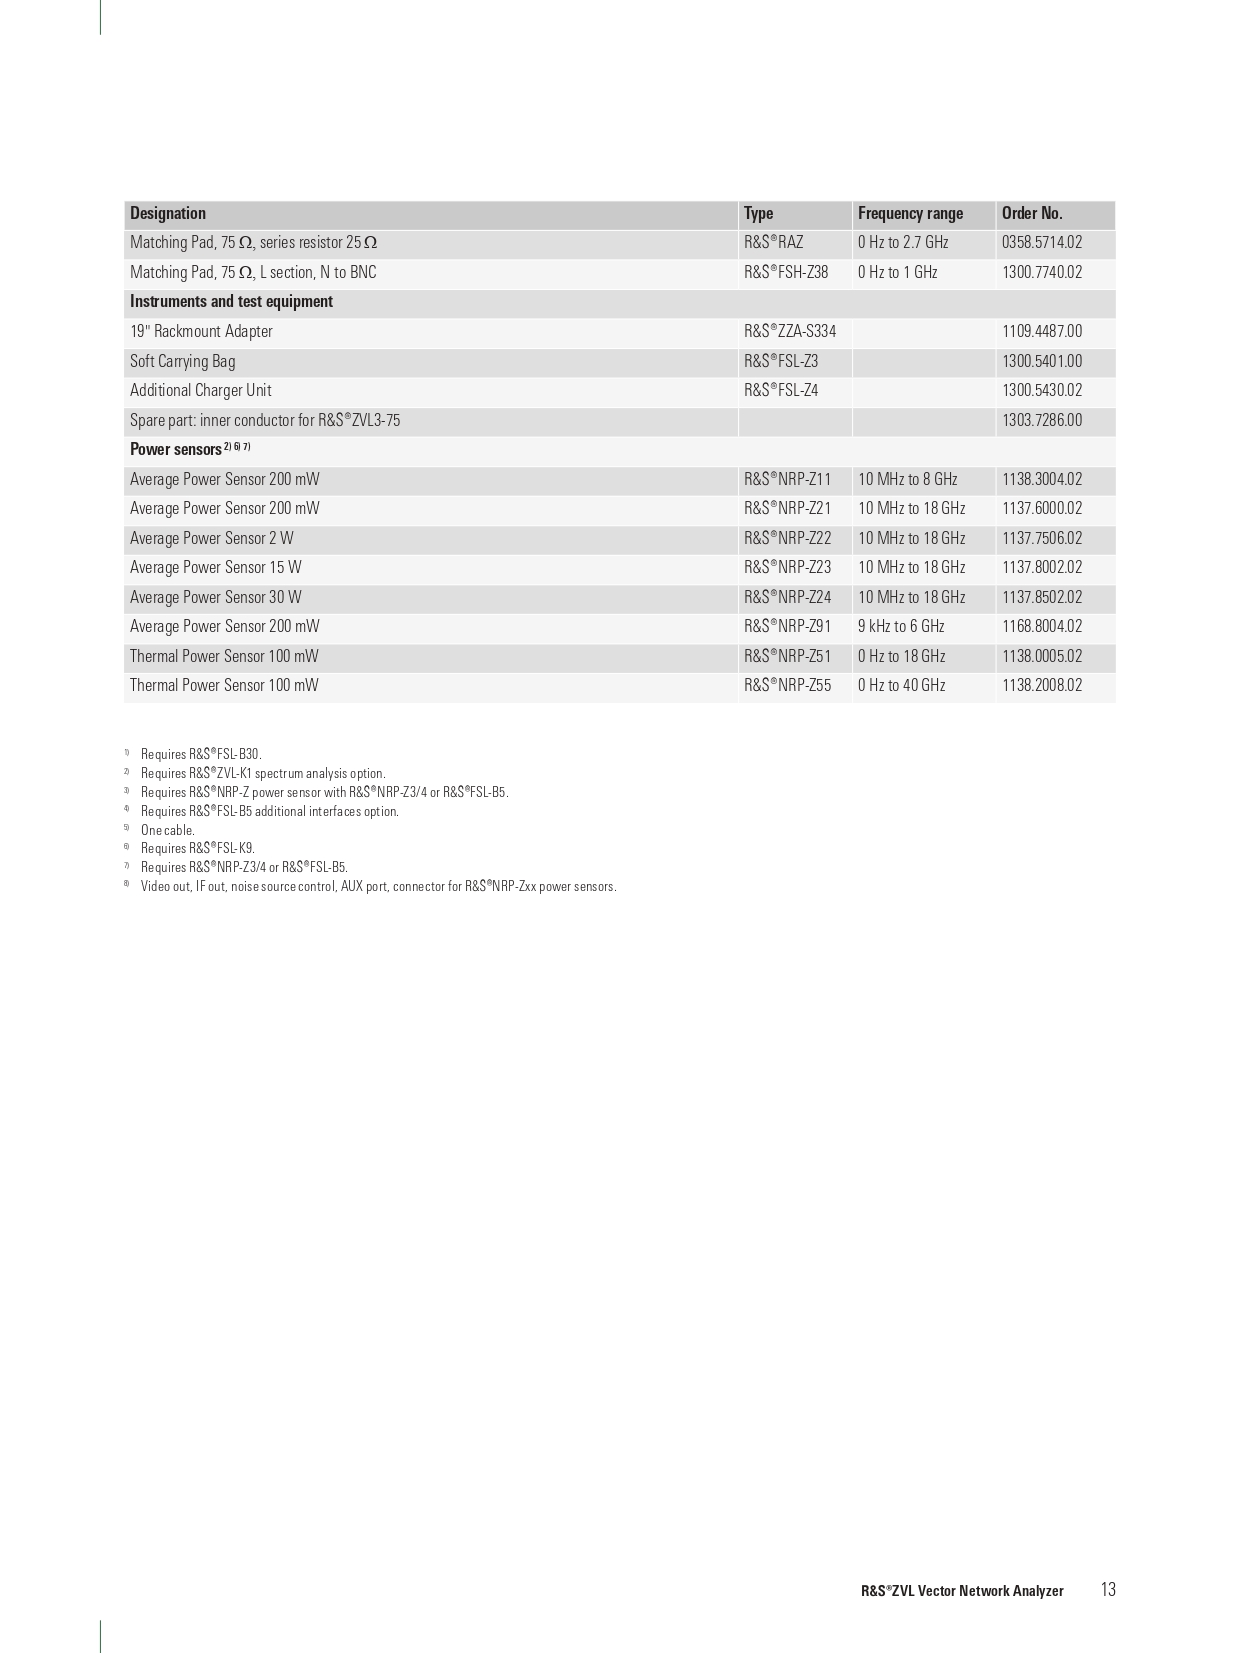 Designation Type Frequency range Order No.
Matching Pad, 75 Ω, series resistor 25 Ω R&S®RAZ 0 Hz to 2.7 GHz 0358.5714.02
Matching Pad, 75 Ω, L section, N to BNC R&S®FSH-Z38 0 Hz to 1 GHz 1300.7740.02
Instruments and test equipment
19" Rackmount Adapter R&S®ZZA-S334 1109.4487.00
Soft Carrying Bag R&S®FSL-Z3 1300.5401.00
Additional Charger Unit R&S®FSL-Z4 1300.5430.02
Spare part: inner conductor for R&S®ZVL3-75 1303.7286.00
Power sensors 2) 6) 7)
Average Power Sensor 200 mW R&S®NRP-Z11 10 MHz to 8 GHz 1138.3004.02
Average Power Sensor 200 mW R&S®NRP-Z21 10 MHz to 18 GHz 1137.6000.02
Average Power Sensor 2 W R&S®NRP-Z22 10 MHz to 18 GHz 1137.7506.02
Average Power Sensor 15 W R&S®NRP-Z23 10 MHz to 18 GHz 1137.8002.02
Average Power Sensor 30 W R&S®NRP-Z24 10 MHz to 18 GHz 1137.8502.02
Average Power Sensor 200 mW R&S®NRP-Z91 9 kHz to 6 GHz 1168.8004.02
Thermal Power Sensor 100 mW R&S®NRP-Z51 0 Hz to 18 GHz 1138.0005.02
Thermal Power Sensor 100 mW R&S®NRP-Z55 0 Hz to 40 GHz 1138.2008.02
1) Requires R&S®FSL-B30.
2) Requires R&S®ZVL-K1 spectrum analysis option.
3) Requires R&S®NRP-Z power sensor with R&S®NRP-Z3/4 or R&S®FSL-B5.
4) Requires R&S®FSL-B5 additional interfaces option.
5) One cable.
6) Requires R&S®FSL-K9.
7) Requires R&S®NRP-Z3/4 or R&S®FSL-B5.
8) Video out, IF out, noise source control, AUX port, connector for R&S®NRP-Zxx power sensors.
R&S®ZVL Vector Network Analyzer 13